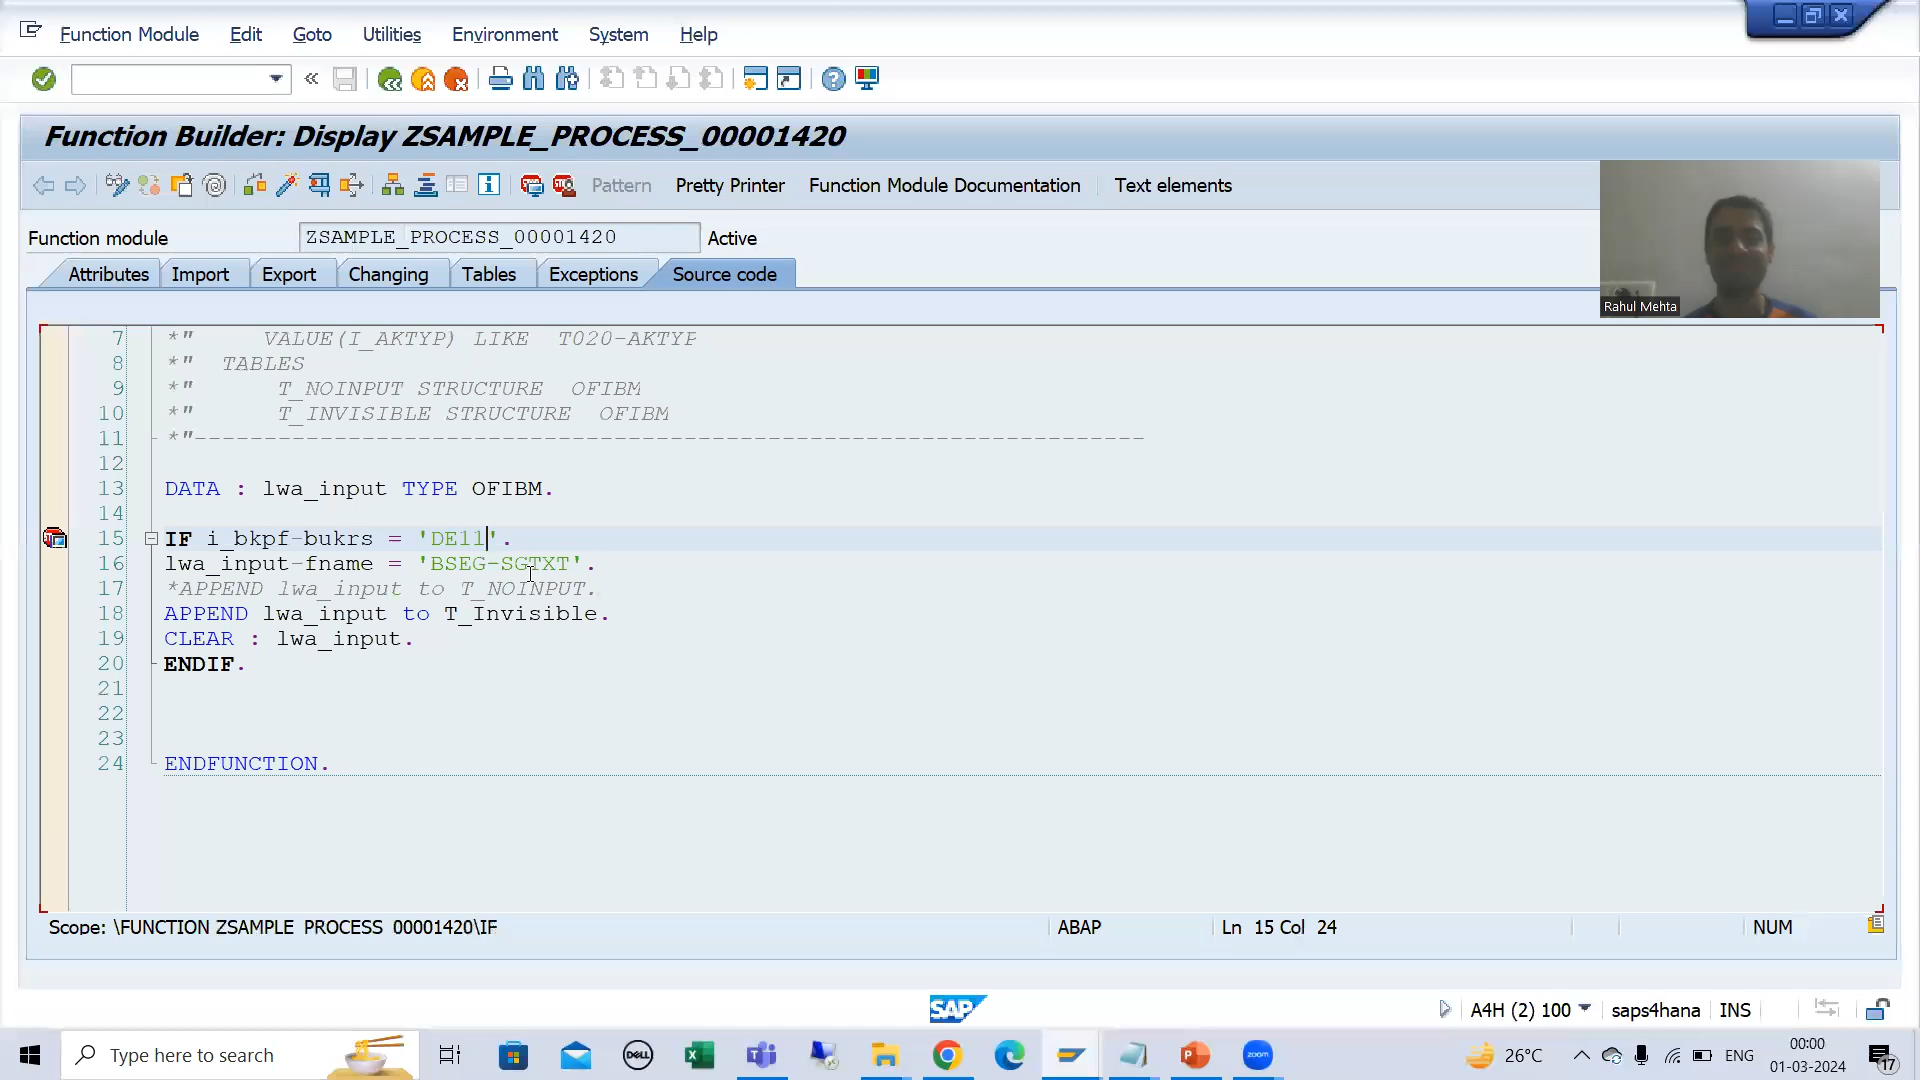 Function Module Edit Goto Utilities Environment System Help
Function Builder: Display ZSAMPLE_PROCESS_00001420
Pattern Pretty Printer Function Module Documentation Text elements
Function module ZSAMPLE_PROCESS_00001420 Active
Attributes Import Export Changing Tables Exceptions Source code
Rahul Mehta
7 *" VALUE(I_AKTYP) LIKE T020-AKTYP
8 *" TABLES
9 *" T_NOINPUT STRUCTURE OFIBM
10 *" T_INVISIBLE STRUCTURE OFIBM
11 *"--------------------------------------------------------------------
12
13 DATA : lwa_input TYPE OFIBM.
14
15 IF i_bkpf-bukrs = 'DE11'.
16 lwa_input-fname = 'BSEG-SGTXT'.
17 *APPEND lwa_input to T_NOINPUT.
18 APPEND lwa_input to T_Invisible.
19 CLEAR : lwa_input.
20 ENDIF.
21
22
23
24 ENDFUNCTION.
Scope: \FUNCTION ZSAMPLE_PROCESS_00001420\IF ABAP Ln 15 Col 24 NUM
SAP A4H (2) 100 saps4hana INS
Type here to search DELL zoom 26°C ENG 00:00
01-03-2024 17